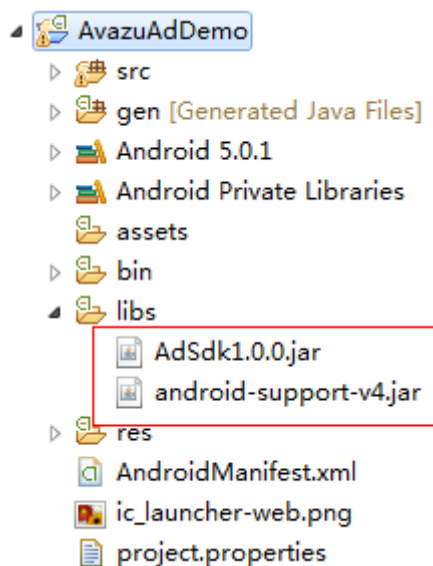 AvazuAdDemo
src
gen [Generated Java Files]
Android 5.0.1
Android Private Libraries
assets
bin
libs
AdSdk1.0.0.jar
android-support-v4.jar
res
AndroidManifest.xml
ic_launcher-web.png
project.properties